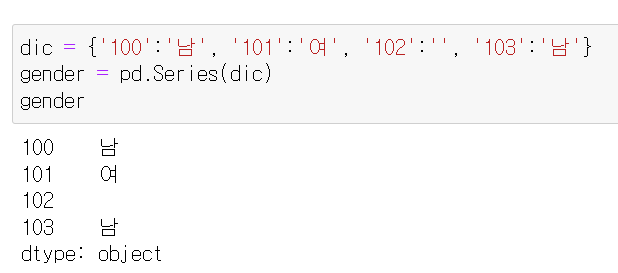 dic = {'100':'남', '101':'여', '102':'', '103':'남'}
gender = pd.Series(dic)
gender
100    남
101    여
102
103    남
dtype: object